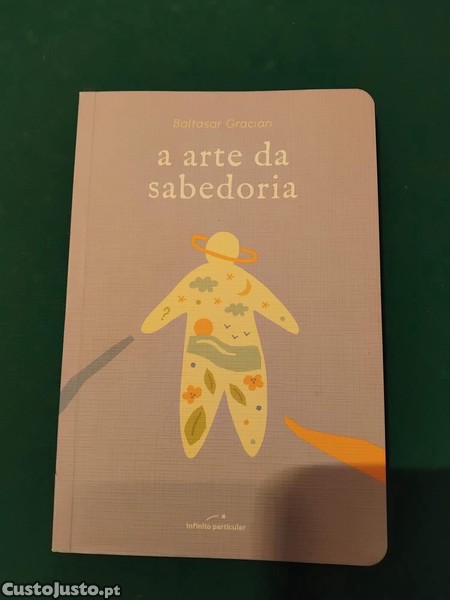 Baltasar Gracián
a arte da
sabedoria
?
infinito particular
CustoJusto.pt